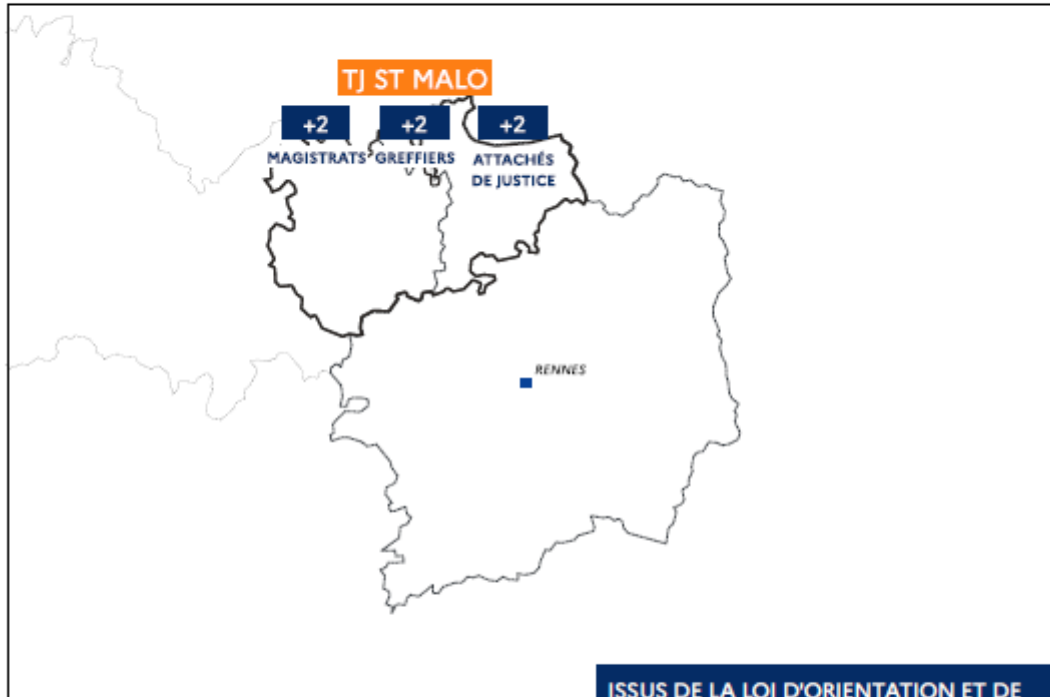 TJ ST MALO
+2 +2 +2
MAGISTRATS GREFFIERS ATTACHÉS
DE JUSTICE
RENNES
ISSUS DE LA LOI D'ORIENTATION ET DE